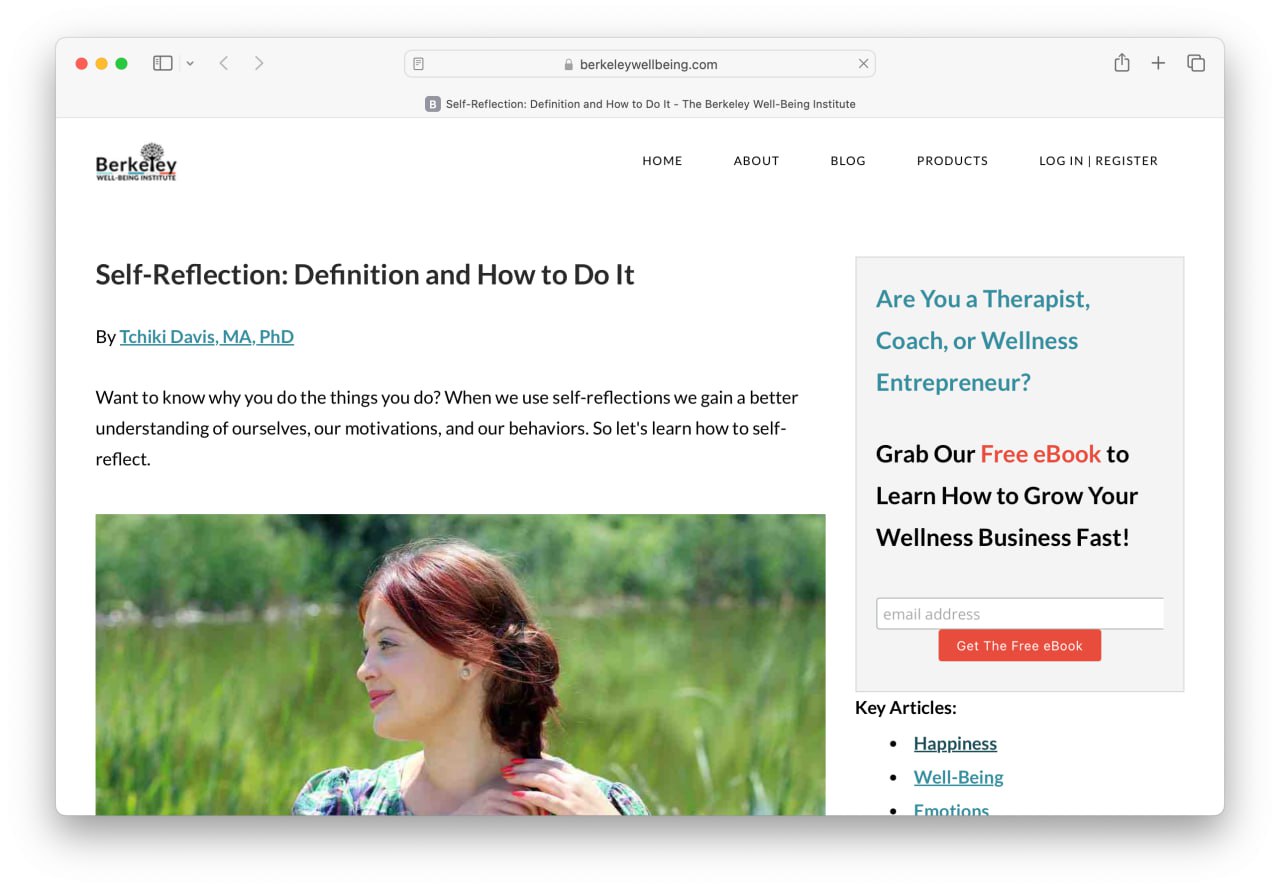 berkeleywellbeing.com
B Self-Reflection: Definition and How to Do It - The Berkeley Well-Being Institute
Berkeley
WELL-BEING INSTITUTE
HOME ABOUT BLOG PRODUCTS LOG IN | REGISTER
Self-Reflection: Definition and How to Do It
By Tchiki Davis, MA, PhD
Want to know why you do the things you do? When we use self-reflections we gain a better
understanding of ourselves, our motivations, and our behaviors. So let's learn how to self-
reflect.
Are You a Therapist,
Coach, or Wellness
Entrepreneur?
Grab Our Free eBook to
Learn How to Grow Your
Wellness Business Fast!
email address
Get The Free eBook
Key Articles:
Happiness
Well-Being
Emotions